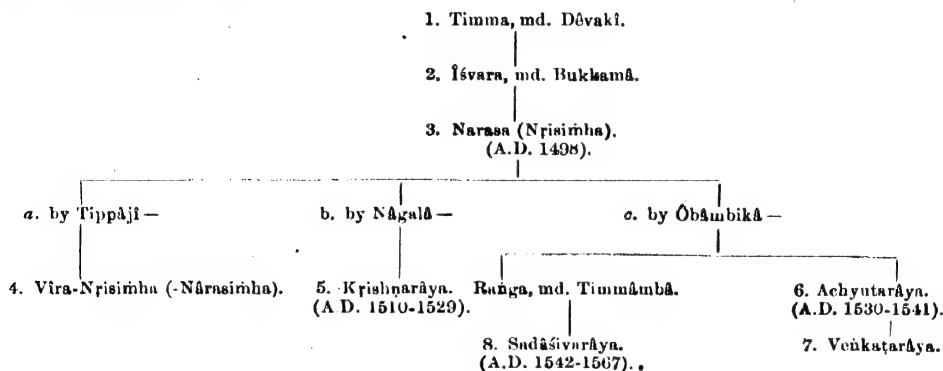 1. Timma, md. Dêvakî.
2. Îśvara, md. Bukkamâ.
3. Narasa (Nṛisiṁha).
(A.D. 1498).
a. by Tippâjî —
b. by Nâgalâ —
c. by Ôbâmbikâ —
4. Vîra-Nṛisiṁha (-Nârasiṁha).
5. Kṛishṇarâya.
(A.D. 1510-1529).
Raṅga, md. Timmâmbâ.
6. Achyutarâya.
(A.D. 1530-1541).
8. Sadâśivarâya.
(A.D. 1542-1567).
7. Veṅkaṭarâya.